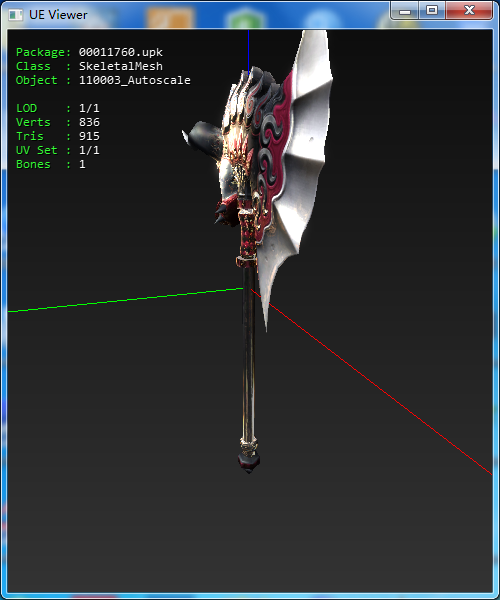 UE Viewer
Package: 00011760.upk
Class : SkeletalMesh
Object : 110003_Autoscale
LOD : 1/1
Verts : 836
Tris : 915
UV Set : 1/1
Bones : 1